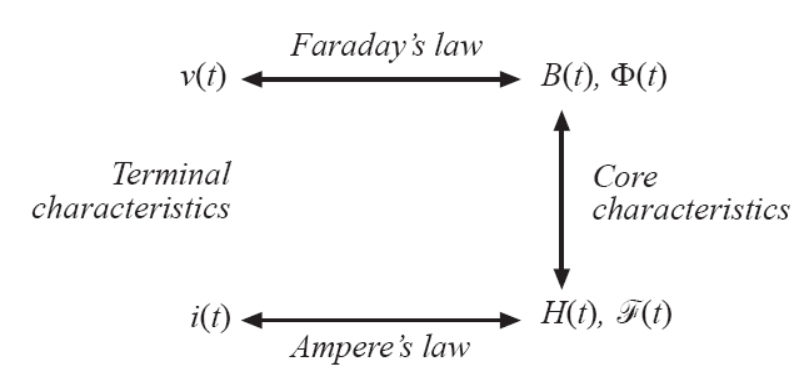 Faraday's law
v(t)
B(t), Φ(t)
Terminal
characteristics
Core
characteristics
i(t)
H(t), ℱ(t)
Ampere's law